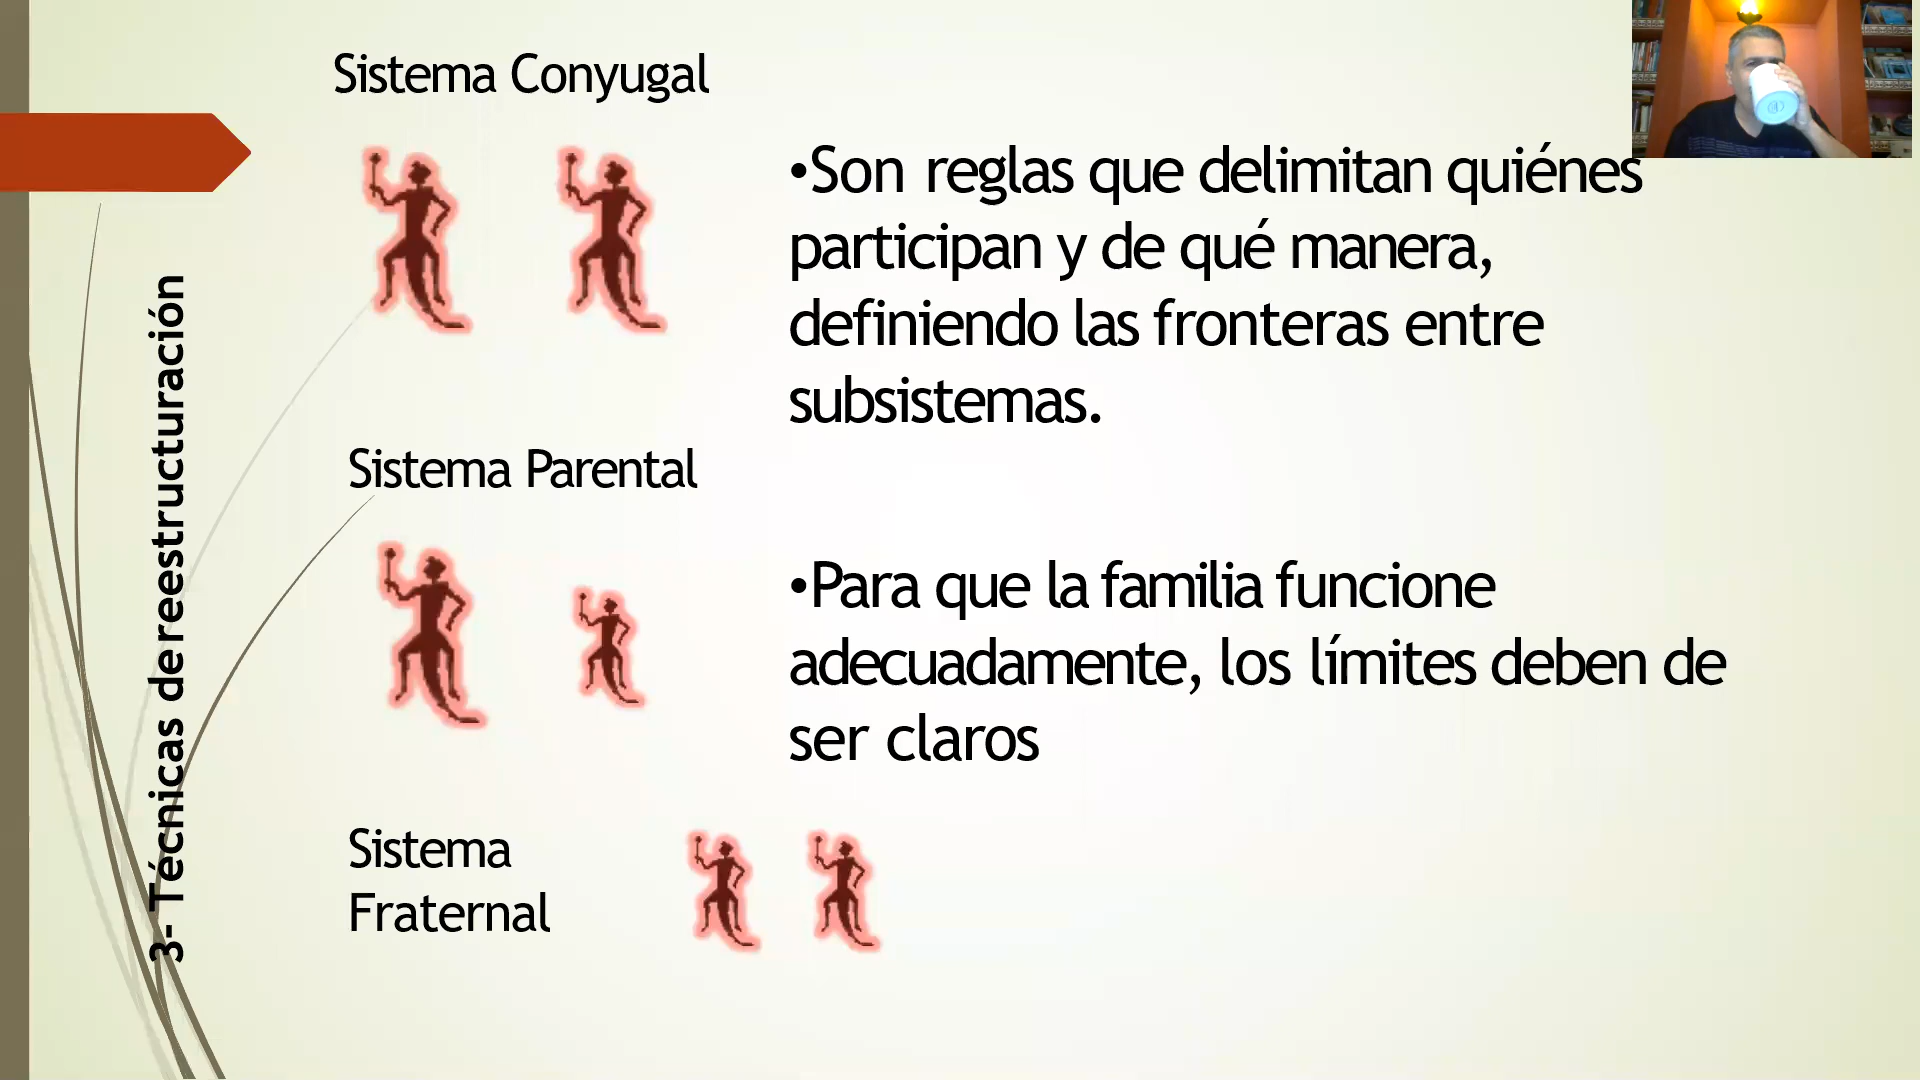 Sistema Conyugal
•Son reglas que delimitan quiénes
participan y de qué manera,
definiendo las fronteras entre
subsistemas.
Sistema Parental
•Para que la familia funcione
adecuadamente, los límites deben de
ser claros
Sistema
Fraternal
3- Técnicas de reestructuración